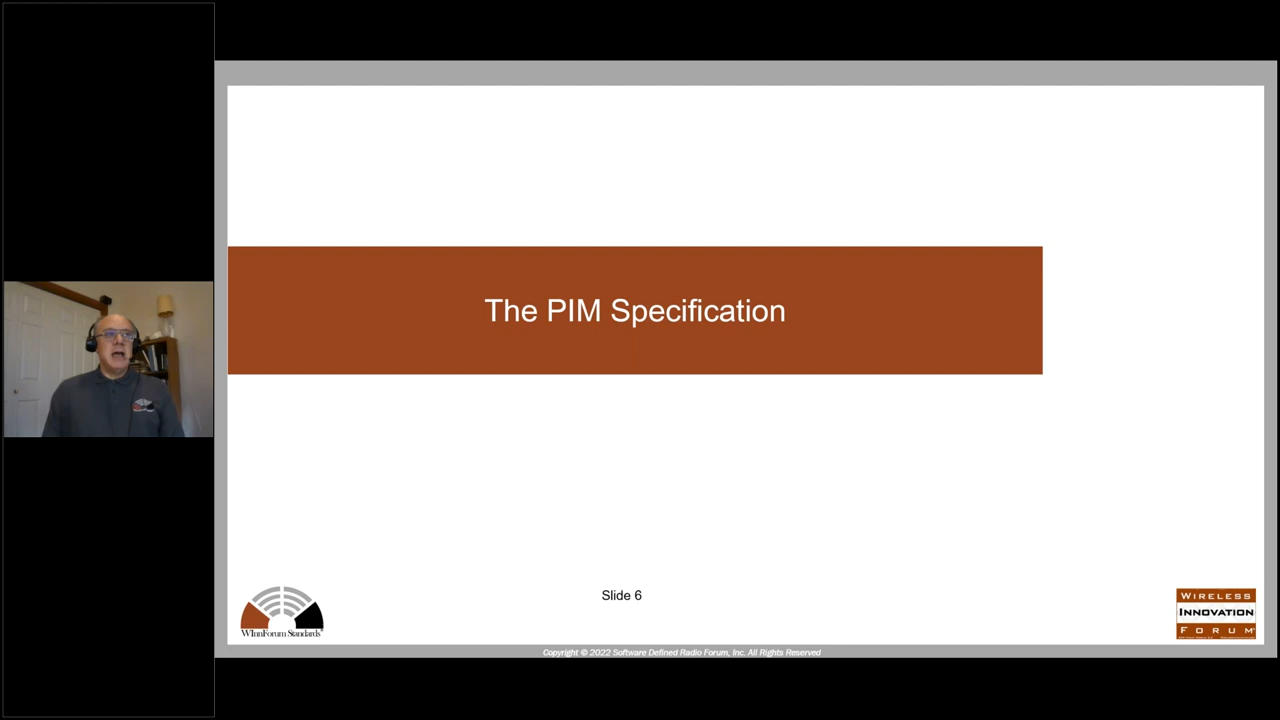 The PIM Specification
Slide 6
WInnForum Standards
WIRELESS
INNOVATION
FORUM
Copyright © 2022 Software Defined Radio Forum, Inc. All Rights Reserved